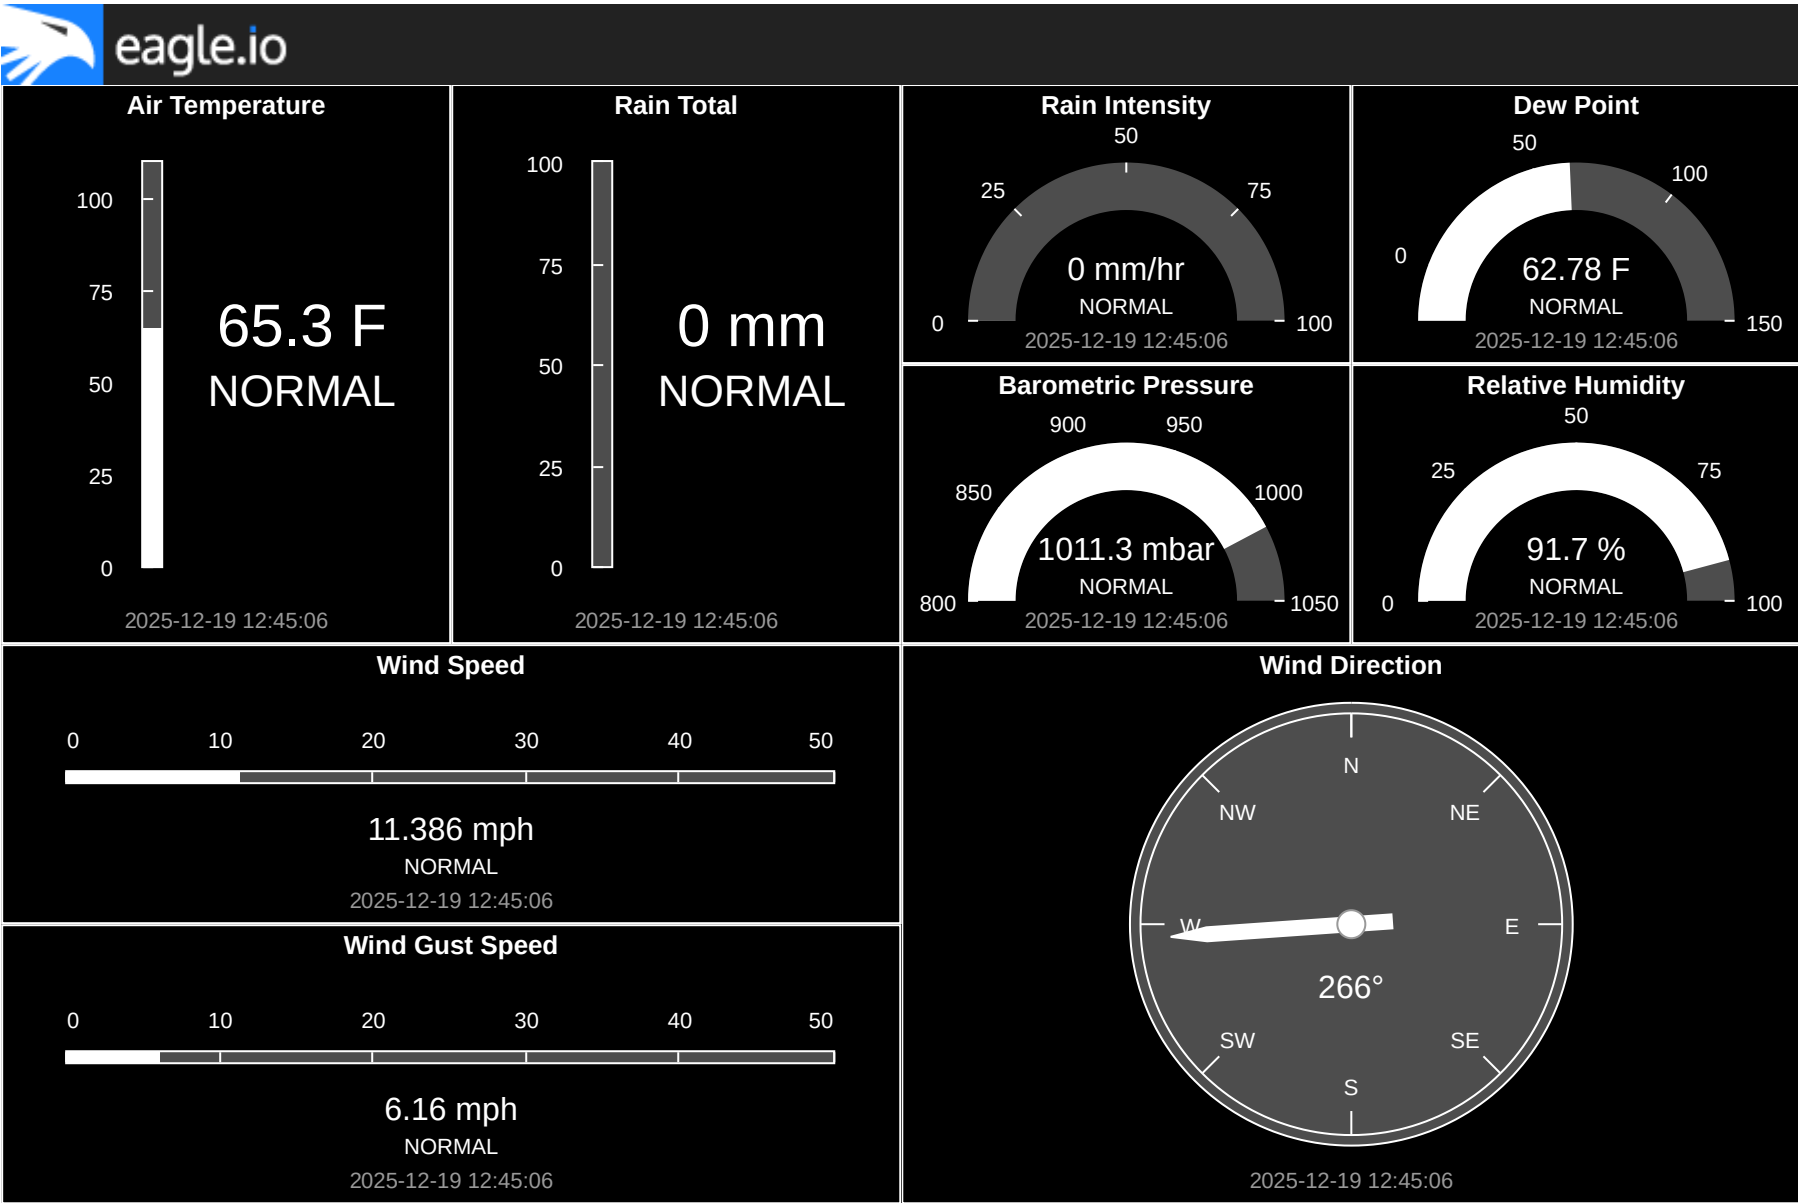 eagle.io
Air Temperature
100
75
50
25
0
65.3 F
NORMAL
2025-12-19 12:45:06
Rain Total
100
75
50
25
0
0 mm
NORMAL
2025-12-19 12:45:06
Rain Intensity
50
25
75
0
100
0 mm/hr
NORMAL
2025-12-19 12:45:06
Dew Point
50
100
0
150
62.78 F
NORMAL
2025-12-19 12:45:06
Barometric Pressure
900
950
850
1000
800
1050
1011.3 mbar
NORMAL
2025-12-19 12:45:06
Relative Humidity
50
25
75
0
100
91.7 %
NORMAL
2025-12-19 12:45:06
Wind Speed
0 10 20 30 40 50
11.386 mph
NORMAL
2025-12-19 12:45:06
Wind Gust Speed
0 10 20 30 40 50
6.16 mph
NORMAL
2025-12-19 12:45:06
Wind Direction
N
NW
NE
W
E
266°
SW
SE
S
2025-12-19 12:45:06